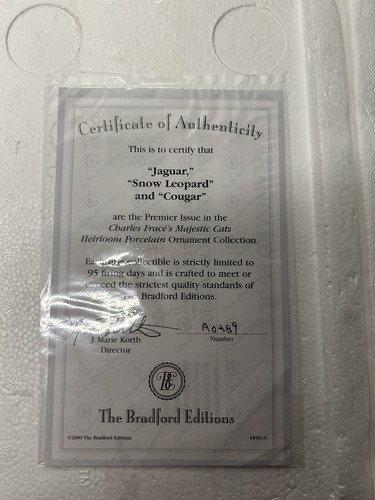 Certificate of Authenticity
This is to certify that
"Jaguar,"
"Snow Leopard"
and "Cougar"
are the Premier Issue in the
Charles Fracé's Majestic Cats
Heirloom Porcelain Ornament Collection.
Each fine collectible is strictly limited to
95 firing days and is crafted to meet or
exceed the strictest quality standards of
The Bradford Editions.
A0389
J. Marie Korth
Number
Director
BE
The Bradford Editions
©2000 The Bradford Editions